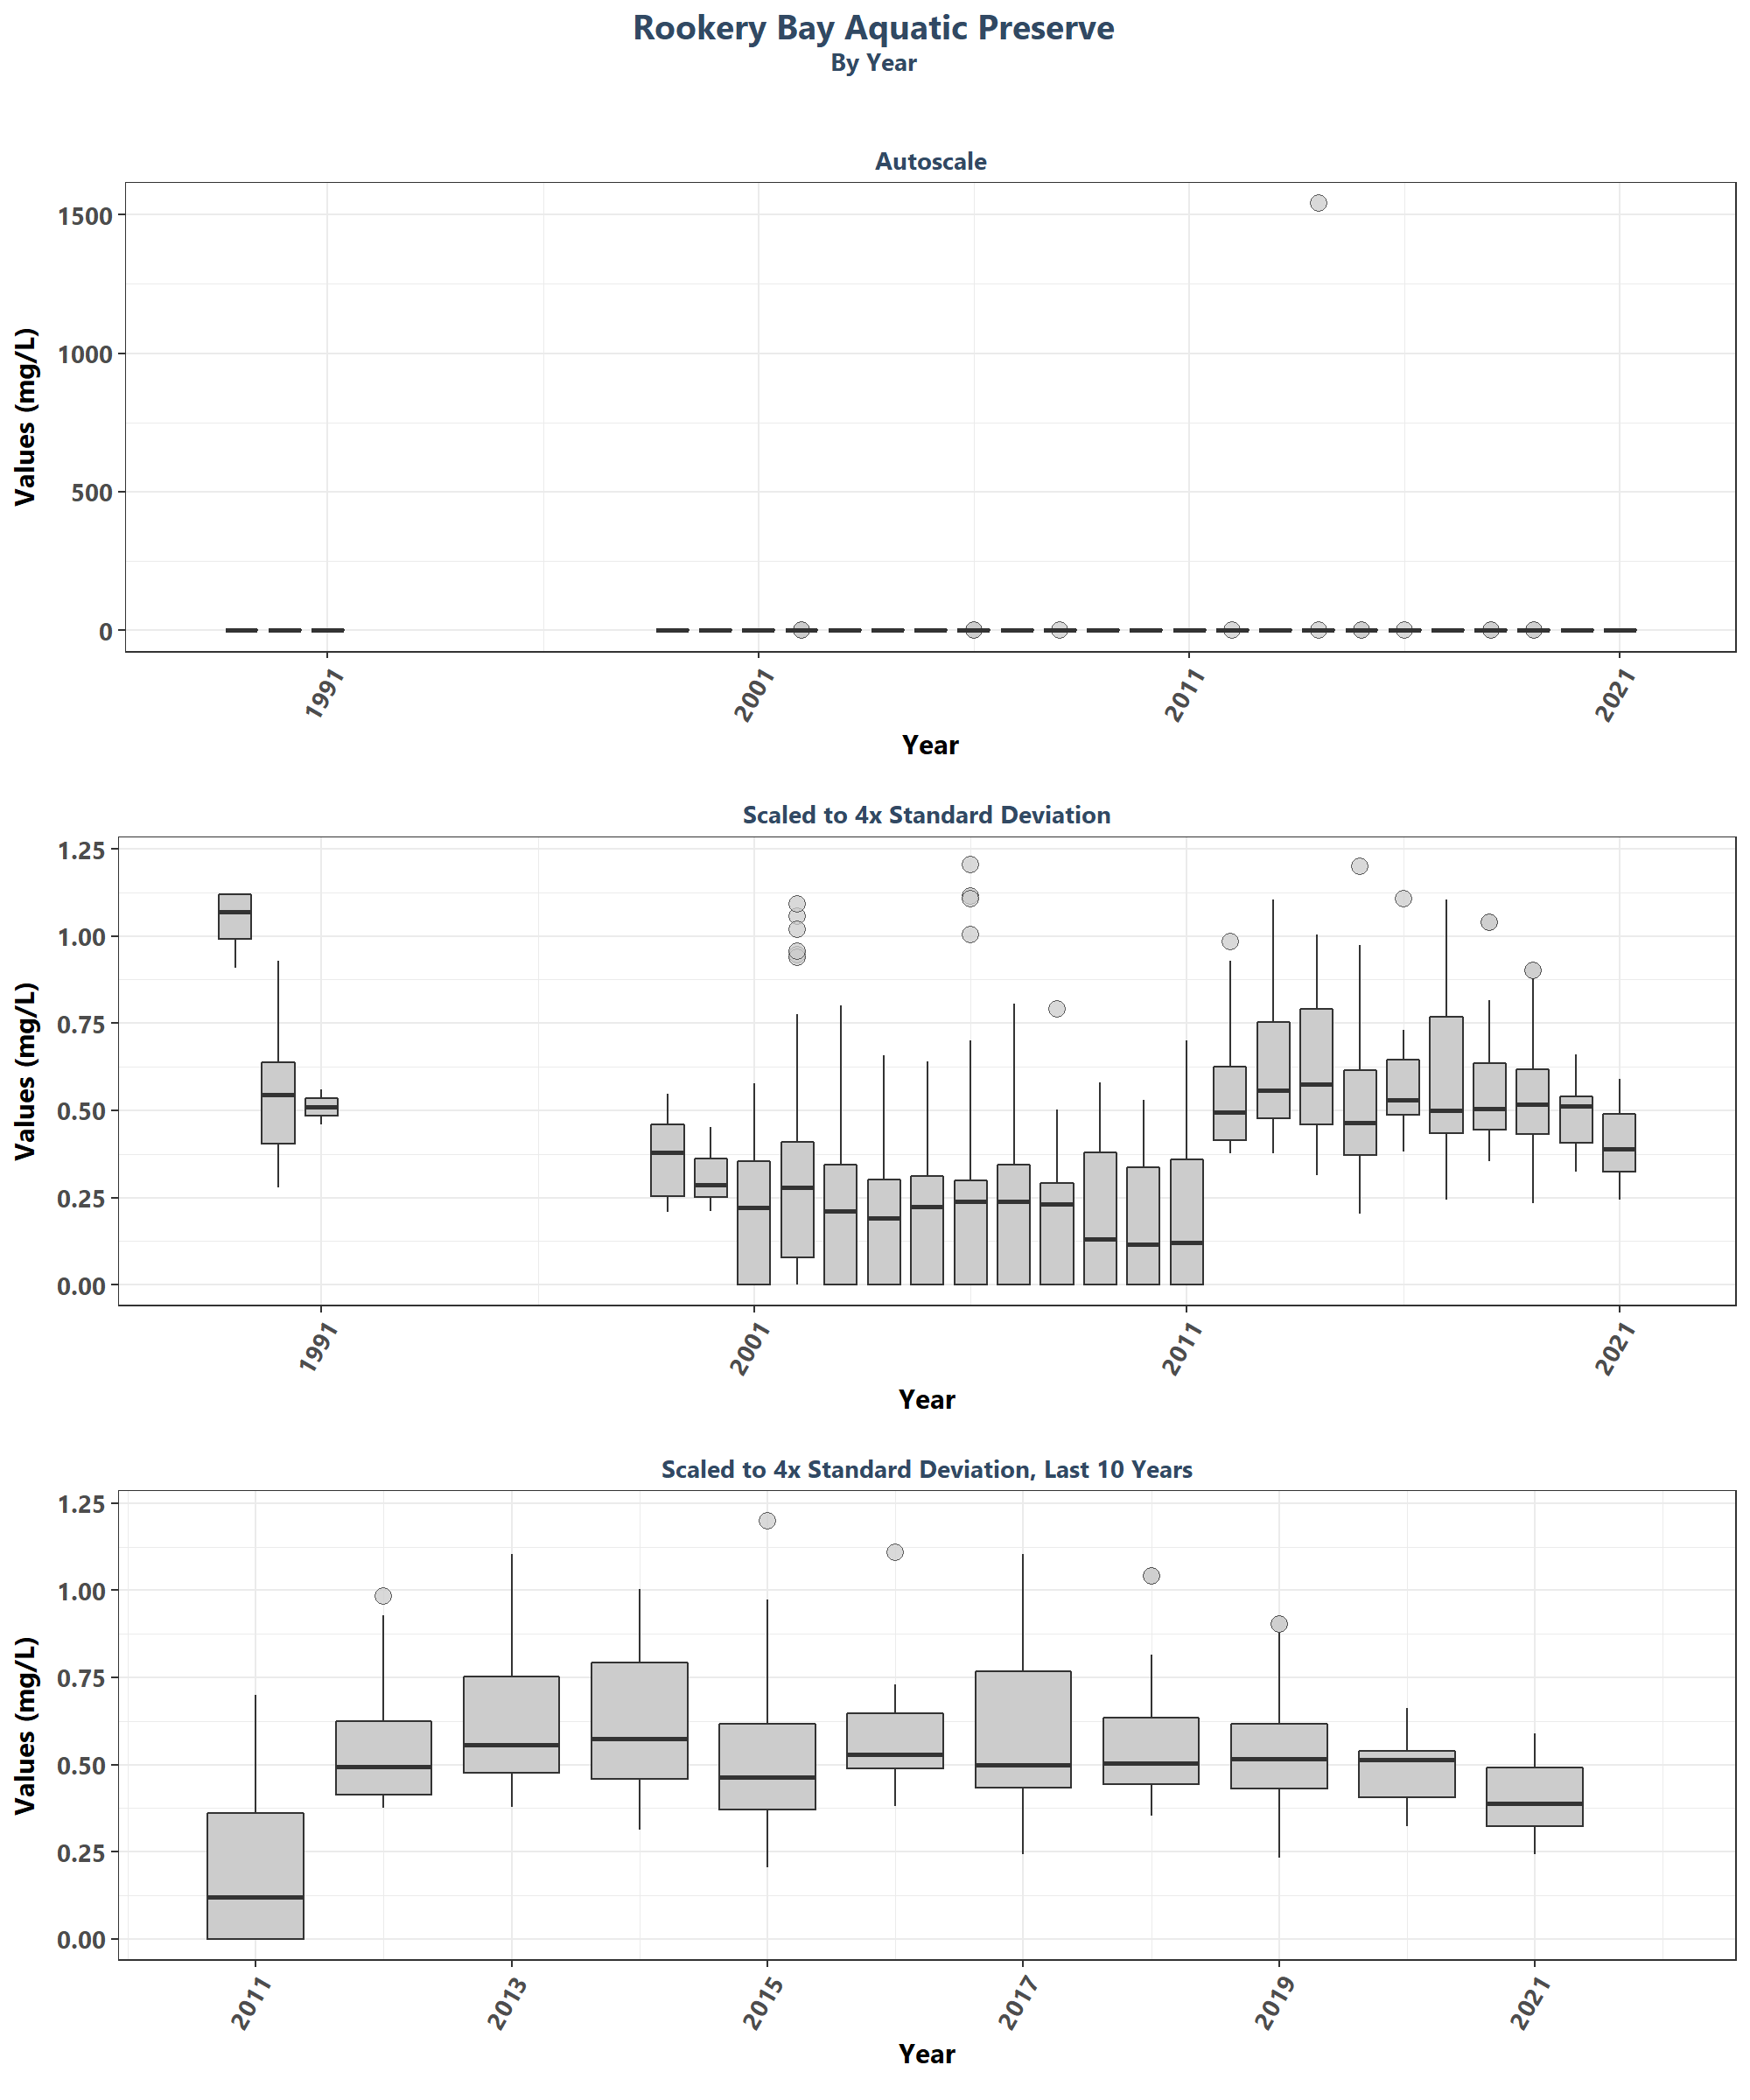 Rookery Bay Aquatic Preserve
By Year
Autoscale
Values (mg/L)
1500
1000
500
0
1991
2001
2011
2021
Year
Scaled to 4x Standard Deviation
Values (mg/L)
1.25
1.00
0.75
0.50
0.25
0.00
1991
2001
2011
2021
Year
Scaled to 4x Standard Deviation, Last 10 Years
Values (mg/L)
1.25
1.00
0.75
0.50
0.25
0.00
2011
2013
2015
2017
2019
2021
Year